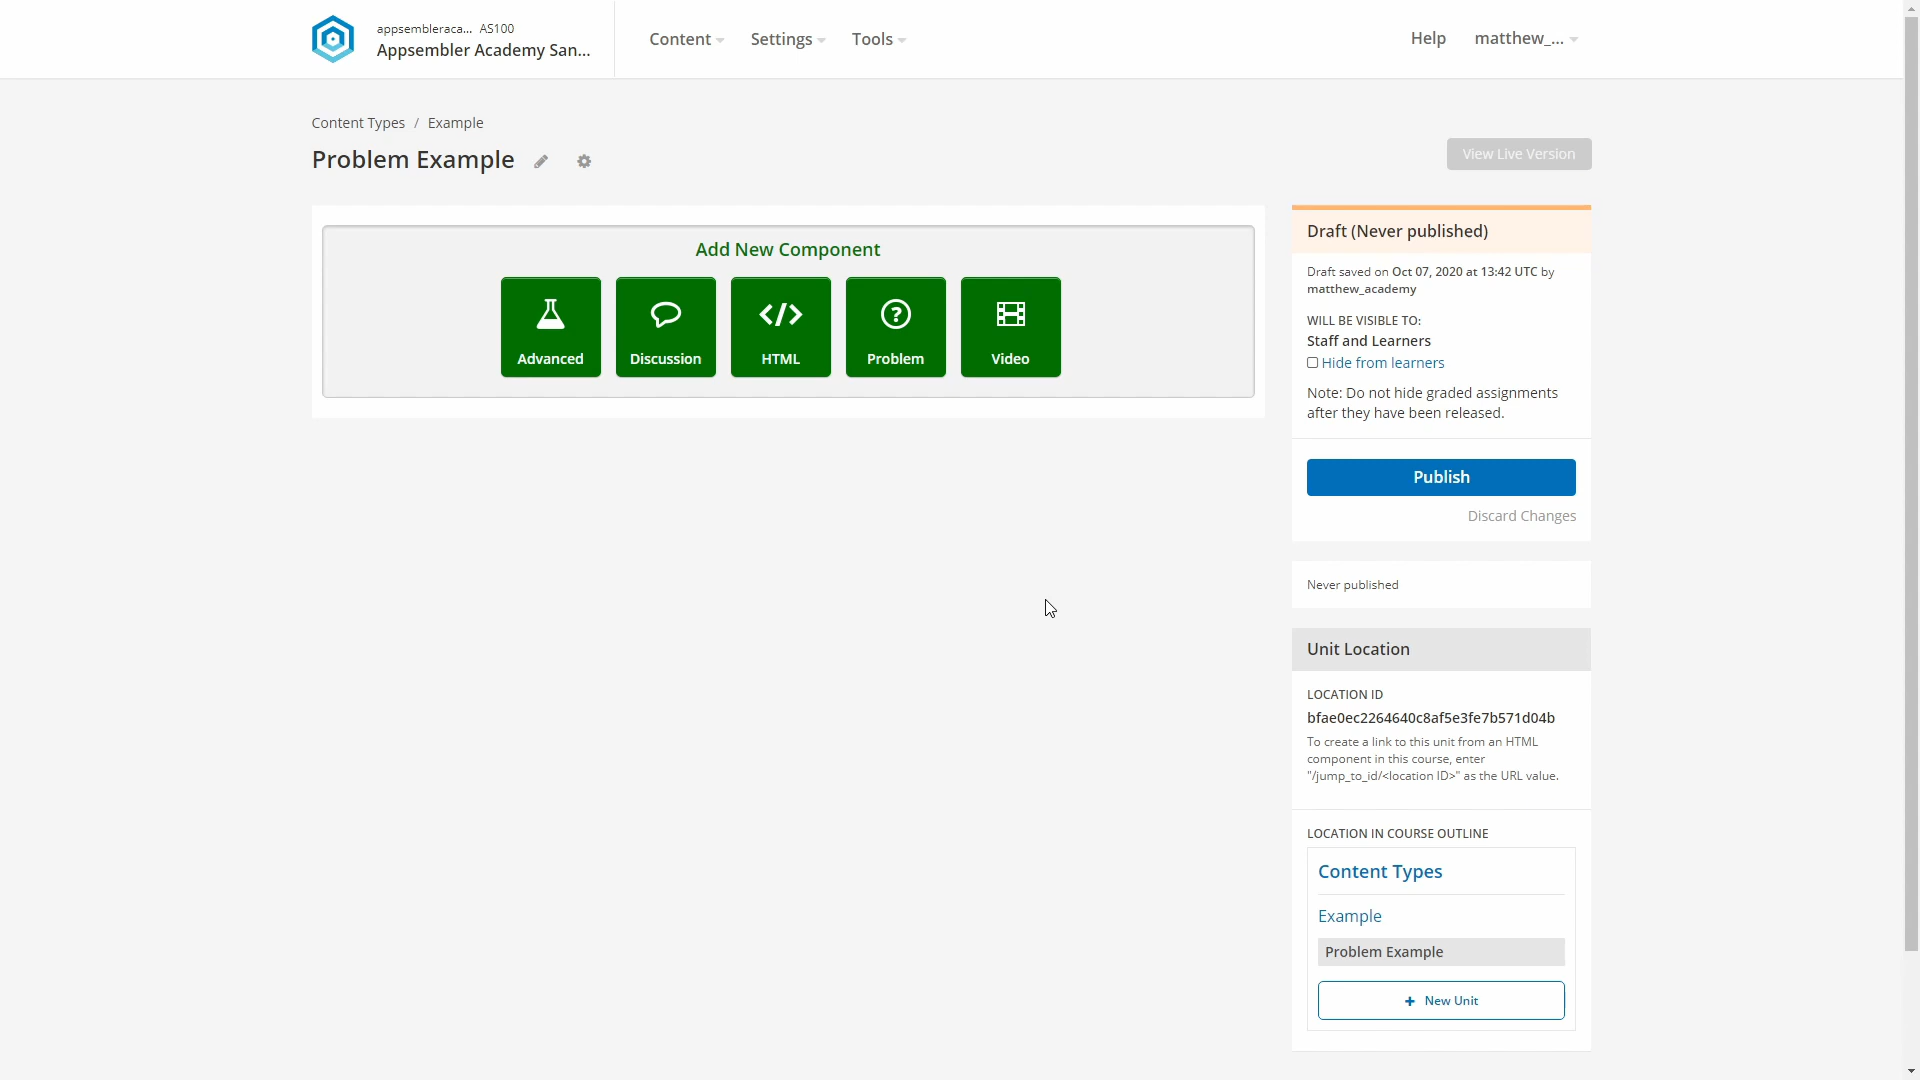 appsembleraca... AS100
Appsembler Academy San...
Content
Settings
Tools
Help
matthew_...
Content Types / Example
Problem Example
View Live Version
Add New Component
Advanced
Discussion
HTML
Problem
Video
Draft (Never published)
Draft saved on Oct 07, 2020 at 13:42 UTC by
matthew_academy
WILL BE VISIBLE TO:
Staff and Learners
Hide from learners
Note: Do not hide graded assignments
after they have been released.
Publish
Discard Changes
Never published
Unit Location
LOCATION ID
bfae0ec2264640c8af5e3fe7b571d04b
To create a link to this unit from an HTML
component in this course, enter
"/jump_to_id/<location ID>" as the URL value.
LOCATION IN COURSE OUTLINE
Content Types
Example
Problem Example
+ New Unit